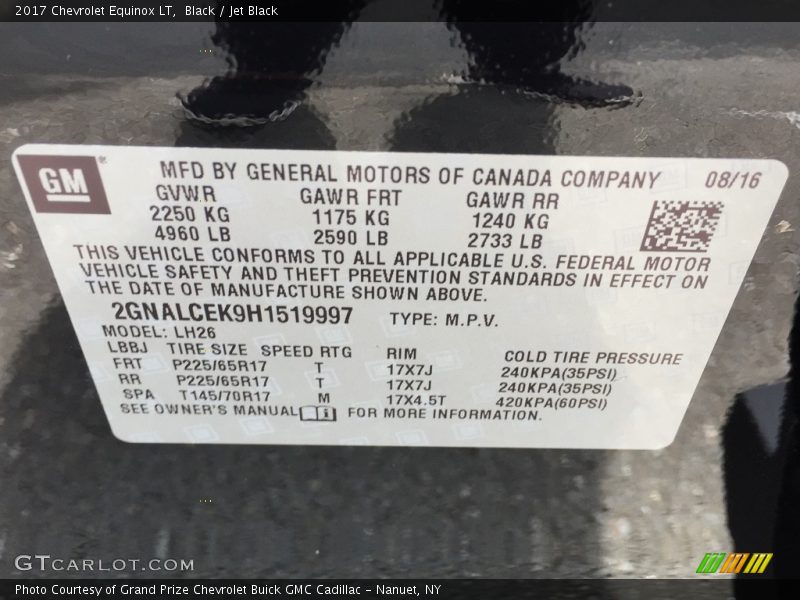 2017 Chevrolet Equinox LT, Black / Jet Black
GM
MFD BY GENERAL MOTORS OF CANADA COMPANY 08/16
GVWR GAWR FRT GAWR RR
2250 KG 1175 KG 1240 KG
4960 LB 2590 LB 2733 LB
THIS VEHICLE CONFORMS TO ALL APPLICABLE U.S. FEDERAL MOTOR
VEHICLE SAFETY AND THEFT PREVENTION STANDARDS IN EFFECT ON
THE DATE OF MANUFACTURE SHOWN ABOVE.
2GNALCEK9H1519997 TYPE: M.P.V.
MODEL: LH26
LBBJ TIRE SIZE SPEED RTG RIM COLD TIRE PRESSURE
FRT P225/65R17 T 17X7J 240KPA(35PSI)
RR P225/65R17 T 17X7J 240KPA(35PSI)
SPA T145/70R17 M 17X4.5T 420KPA(60PSI)
SEE OWNER'S MANUAL FOR MORE INFORMATION.
GTCARLOT.COM
Photo Courtesy of Grand Prize Chevrolet Buick GMC Cadillac - Nanuet, NY